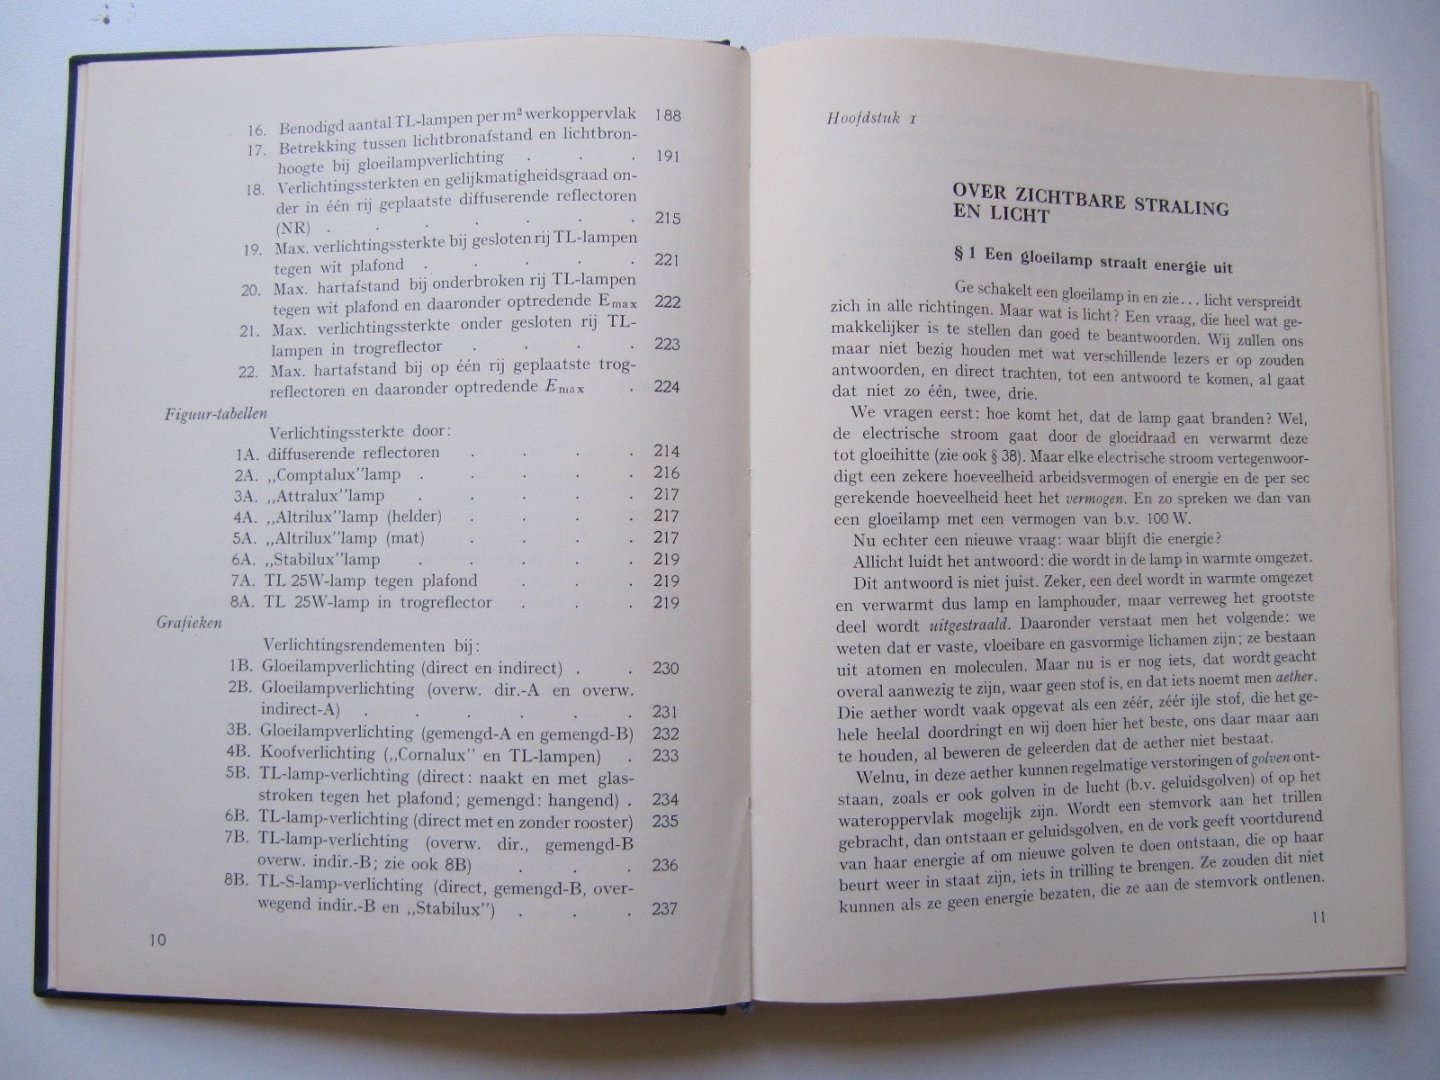 16. Benodigd aantal TL-lampen per m² werkoppervlak 188
17. Betrekking tussen lichtbronafstand en lichtbron-
hoogte bij gloeilampverlichting . . . 191
18. Verlichtingssterkten en gelijkmatigheidsgraad on-
der in één rij geplaatste diffuserende reflectoren
(NR) . . . . . . . 215
19. Max. verlichtingssterkte bij gesloten rij TL-lampen
tegen wit plafond . . . . . 221
20. Max. hartafstand bij onderbroken rij TL-lampen
tegen wit plafond en daaronder optredende Emax 222
21. Max. verlichtingssterkte onder gesloten rij TL-
lampen in trogreflector . . . . 223
22. Max. hartafstand bij op één rij geplaatste trog-
reflectoren en daaronder optredende Emax . 224
Figuur-tabellen
Verlichtingssterkte door:
1A. diffuserende reflectoren . . . . 214
2A. „Comptalux”lamp . . . . . 216
3A. „Attralux”lamp . . . . . 217
4A. „Altrilux”lamp (helder) . . . . 217
5A. „Altrilux”lamp (mat) . . . . 217
6A. „Stabilux”lamp . . . . . 219
7A. TL 25W-lamp tegen plafond . . . 219
8A. TL 25W-lamp in trogreflector . . . 219
Grafieken
Verlichtingsrendementen bij:
1B. Gloeilampverlichting (direct en indirect) . . 230
2B. Gloeilampverlichting (overw. dir.-A en overw.
indirect-A) . . . . . . 231
3B. Gloeilampverlichting (gemengd-A en gemengd-B) 232
4B. Koofverlichting („Cornalux” en TL-lampen) . 233
5B. TL-lamp-verlichting (direct: naakt en met glas-
stroken tegen het plafond; gemengd: hangend) . 234
6B. TL-lamp-verlichting (direct met en zonder rooster) 235
7B. TL-lamp-verlichting (overw. dir., gemengd-B
overw. indir.-B; zie ook 8B) . . . 236
8B. TL-S-lamp-verlichting (direct, gemengd-B, over-
wegend indir.-B en „Stabilux”) . . . 237
10
Hoofdstuk 1
OVER ZICHTBARE STRALING
EN LICHT
§ 1 Een gloeilamp straalt energie uit
Ge schakelt een gloeilamp in en zie... licht verspreidt
zich in alle richtingen. Maar wat is licht? Een vraag, die heel wat ge-
makkelijker is te stellen dan goed te beantwoorden. Wij zullen ons
maar niet bezig houden met wat verschillende lezers er op zouden
antwoorden, en direct trachten, tot een antwoord te komen, al gaat
dat niet zo één, twee, drie.
We vragen eerst: hoe komt het, dat de lamp gaat branden? Wel,
de electrische stroom gaat door de gloeidraad en verwarmt deze
tot gloeihitte (zie ook § 38). Maar elke electrische stroom vertegenwoor-
digt een zekere hoeveelheid arbeidsvermogen of energie en de per sec
gerekende hoeveelheid heet het vermogen. En zo spreken we dan van
een gloeilamp met een vermogen van b.v. 100 W.
Nu echter een nieuwe vraag: waar blijft die energie?
Allicht luidt het antwoord: die wordt in de lamp in warmte omgezet.
Dit antwoord is niet juist. Zeker, een deel wordt in warmte omgezet
en verwarmt dus lamp en lamphouder, maar verreweg het grootste
deel wordt uitgestraald. Daaronder verstaat men het volgende: we
weten dat er vaste, vloeibare en gasvormige lichamen zijn; ze bestaan
uit atomen en moleculen. Maar nu is er nog iets, dat wordt geacht
overal aanwezig te zijn, waar geen stof is, en dat iets noemt men aether.
Die aether wordt vaak opgevat als een zéér, zéér ijle stof, die het ge-
hele heelal doordringt en wij doen hier het beste, ons daar maar aan
te houden, al beweren de geleerden dat de aether niet bestaat.
Welnu, in deze aether kunnen regelmatige verstoringen of golven ont-
staan, zoals er ook golven in de lucht (b.v. geluidsgolven) of op het
wateroppervlak mogelijk zijn. Wordt een stemvork aan het trillen
gebracht, dan ontstaan er geluidsgolven, en de vork geeft voortdurend
van haar energie af om nieuwe golven te doen ontstaan, die op haar
beurt weer in staat zijn, iets in trilling te brengen. Ze zouden dit niet
kunnen als ze geen energie bezaten, die ze aan de stemvork ontlenen.
11